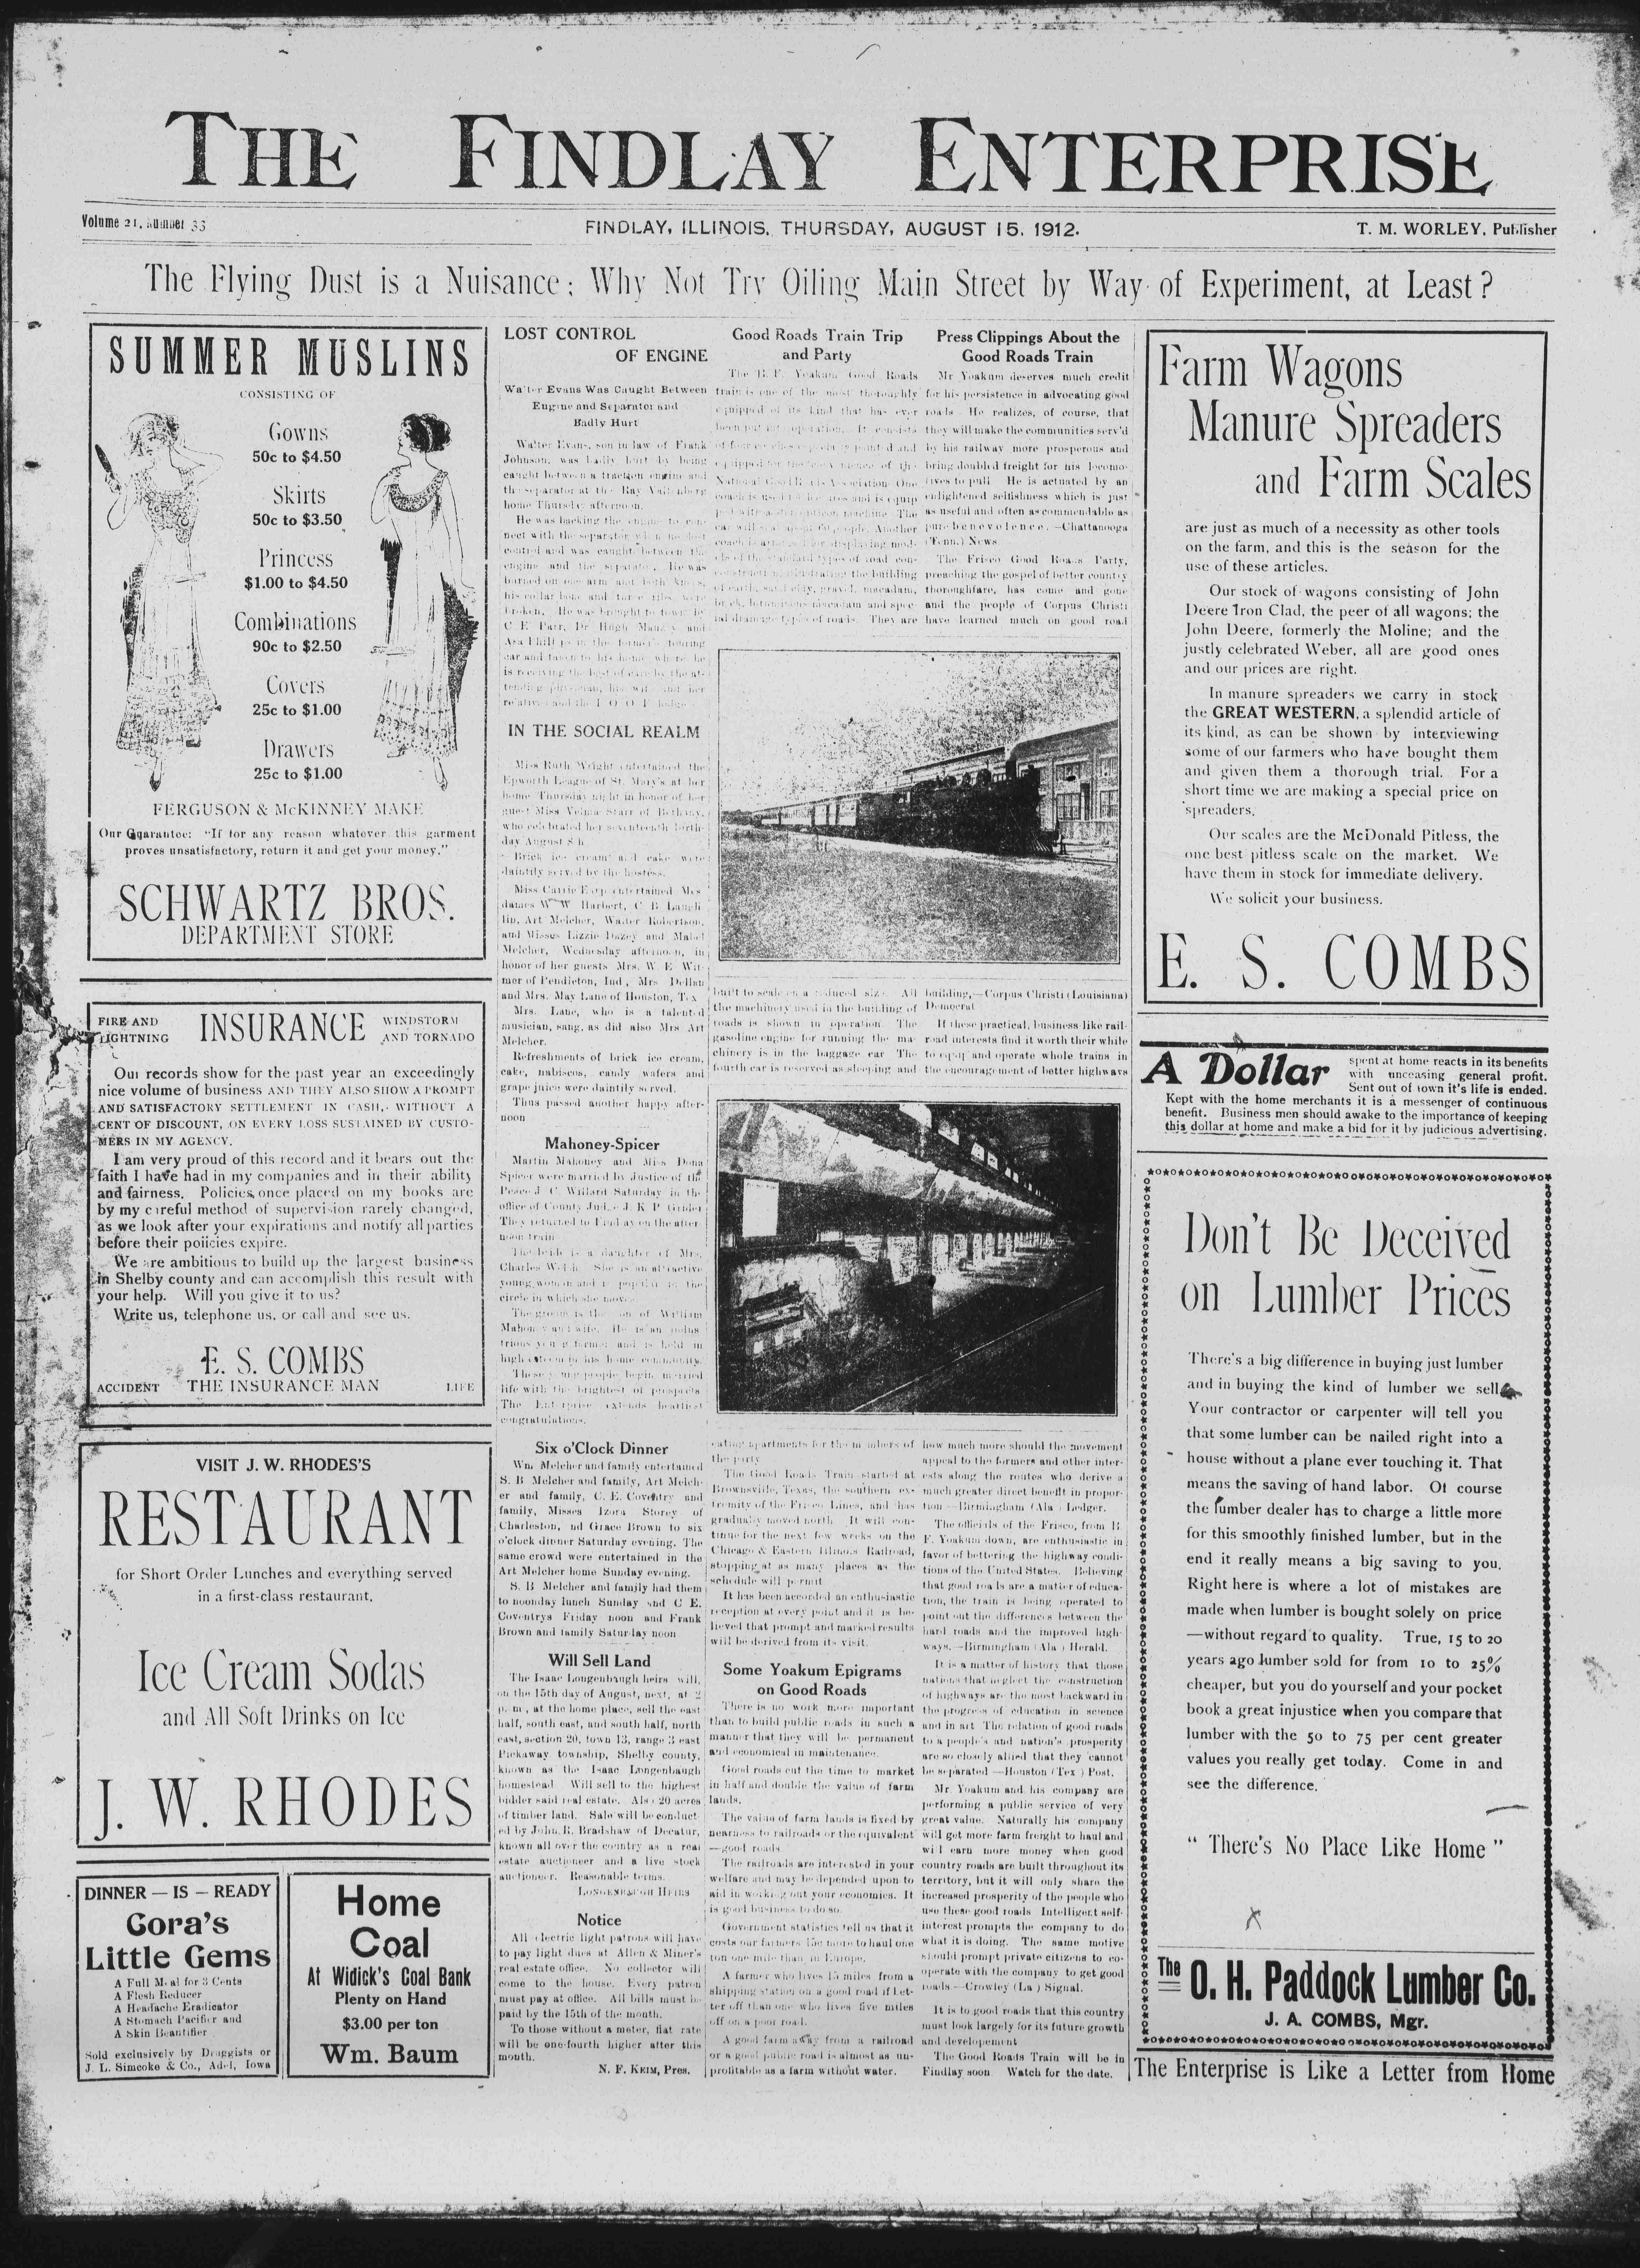 THE FINDLAY ENTERPRISE
Volume 21, Number 33
FINDLAY, ILLINOIS, THURSDAY, AUGUST 15, 1912.
T. M. WORLEY, Publisher
The Flying Dust is a Nuisance; Why Not Try Oiling Main Street by Way of Experiment, at Least?
SUMMER MUSLINS
CONSISTING OF
Gowns
50c to $4.50
Skirts
50c to $3.50
Princess
$1.00 to $4.50
Combinations
90c to $2.50
Covers
25c to $1.00
Drawers
25c to $1.00
FERGUSON & McKINNEY MAKE
Our Guarantee: "If for any reason whatever this garment
proves unsatisfactory, return it and get your money."
SCHWARTZ BROS.
DEPARTMENT STORE
FIRE AND
LIGHTNING
INSURANCE
WINDSTORM
AND TORNADO
Our records show for the past year an exceedingly
nice volume of business AND THEY ALSO SHOW A PROMPT
AND SATISFACTORY SETTLEMENT IN CASH, WITHOUT A
CENT OF DISCOUNT, ON EVERY LOSS SUSTAINED BY CUSTO-
MERS IN MY AGENCY.
I am very proud of this record and it bears out the
faith I have had in my companies and in their ability
and fairness. Policies once placed on my books are
by my careful method of supervision rarely changed,
as we look after your expirations and notify all parties
before their policies expire.
We are ambitious to build up the largest business
in Shelby county and can accomplish this result with
your help. Will you give it to us?
Write us, telephone us, or call and see us.
E. S. COMBS
ACCIDENT THE INSURANCE MAN LIFE
VISIT J. W. RHODES'S
RESTAURANT
for Short Order Lunches and everything served
in a first-class restaurant.
Ice Cream Sodas
and All Soft Drinks on Ice
J. W. RHODES
DINNER — IS — READY
Cora's
Little Gems
A Full Meal for 3 Cents
A Flesh Reducer
A Headache Eradicator
A Stomach Pacifier and
A Skin Beautifier
Sold exclusively by Druggists or
J. L. Simcoke & Co., Adel, Iowa
Home
Coal
At Widick's Coal Bank
Plenty on Hand
$3.00 per ton
Wm. Baum
LOST CONTROL
OF ENGINE
Walter Evans Was Caught Between
Engine and Separator and
Badly Hurt
Walter Evans, son in law of Frank
Johnson, was badly hurt by being
caught between a traction engine and
the separator at the Ray
home Thursday afternoon.
He was backing the engine to con-
nect with the separator when he lost
control and was caught between the
engine and the separator. He was
burned on one arm and both knees,
his collar bone and three ribs were
broken. He was brought to town by
C. E. Parr, Dr Hugh and
Asa Phillips in the former's touring
car and taken to his home where he
is receiving the best of care by the at-
tending physician, his wife and her
relatives and the I O O F lodge.
IN THE SOCIAL REALM
Miss Ruth Wright entertained the
Epworth League of St. Mary's at her
home Thursday night in honor of her
guest Miss Starr of Bethany,
who celebrated her seventeenth birth-
day August 8th
Brick ice cream and cake were
daintily served by the hostess.
Miss Carrie Earp entertained Mes-
dames W W Harbert, C B Laugh-
lin, Art Melcher, Walter Robertson,
and Misses Lizzie Dazey and Mabel
Melcher, Wednesday afternoon, in
honor of her guests Mrs. W E Wit-
mer of Pendleton, Ind, Mrs
and Mrs. May Lane of Houston, Tex
Mrs. Lane, who is a talented
musician, sang, as did also Mrs Art
Melcher.
Refreshments of brick ice cream,
cake, nabiscos, candy wafers and
grape juice were daintily served.
Thus passed another happy after-
noon
Mahoney-Spicer
Martin Mahoney and Miss Dona
Spicer were married by Justice of the
Peace J C Willard Saturday in the
office of County Judge J. K P Grider
They returned to Findlay on the after-
noon train
The bride is a daughter of Mrs.
Charles Welch She is an attractive
young woman and is popular in the
circle in which she moves
The groom is the son of William
Mahoney and wife. He is an indus-
trious young farmer and is held in
high esteem in his home community.
These young people begin married
life with the brightest of prospects
The Enterprise extends heartiest
congratulations.
Six o'Clock Dinner
Wm. Melcher and family entertained
S. B Melcher and family, Art Melch-
er and family, C. E. Coventry and
family, Misses Izora Storey of
Charleston, nd Grace Brown to six
o'clock dinner Saturday evening. The
same crowd were entertained in the
Art Melcher home Sunday evening.
S. B Melcher and family had them
to noonday lunch Sunday and C E.
Coventrys Friday noon and Frank
Brown and family Saturday noon
Will Sell Land
The Isaac Longenbaugh heirs will,
on the 15th day of August, next, at 2
p. m, at the home place, sell the east
half, south east, and south half, north
east, section 20, town 13, range 3 east
Pickaway township, Shelby county,
known as the Isaac Longenbaugh
homestead Will sell to the highest
bidder said real estate. Also 20 acres
of timber land. Sale will be conduct-
ed by John R. Bradshaw of Decatur,
known all over the country as a real
estate auctioneer and a live stock
auctioneer. Reasonable terms.
LONGENBAUGH HEIRS
Notice
All electric light patrons will have
to pay light dues at Allen & Miner's
real estate office. No collector will
come to the house. Every patron
must pay at office. All bills must be
paid by the 15th of the month.
To those without a meter, flat rate
will be one-fourth higher after this
month.
N. F. KEIM, Pres.
Good Roads Train Trip
and Party
The B. F. Yoakum Good Roads
train is one of the most thoroughly
equipped of its kind that has ever
been put into operation. It consists
of four coaches
equipped for the of the
National Good Roads Association One
coach is used for lectures and is equip
ped with a stereopticon machine The
car will seat about 60 people. Another
coach is arranged for displaying mod-
els of the standard types of road con-
struction, illustrating the building
of earth, sand clay, gravel, macadam,
brick, bituminous macadam and spec-
ial drainage types of roads. They are
built to scale on a reduced size. All
the machinery used in the building of
roads is shown in operation. The
gasoline engine for running the ma-
chinery is in the baggage car The
fourth car is reserved as sleeping and
eating apartments for the members of
the party
The Good Roads Train started at
Brownsville, Texas, the southern ex-
tremity of the Frisco Lines, and has
gradually moved north It will con-
tinue for the next few weeks on the
Chicago & Eastern Illinois Railroad,
stopping at as many places as the
schedule will permit
It has been accorded an enthusiastic
reception at every point and it is be-
lieved that prompt and marked results
will be derived from its visit.
Some Yoakum Epigrams
on Good Roads
There is no work more important
than to build public roads in such a
manner that they will be permanent
and economical in maintenance.
Good roads cut the time to market
in half and double the value of farm
lands.
The value of farm lands is fixed by
nearness to railroads or the equivalent
—good roads
The railroads are interested in your
welfare and may be depended upon to
aid in working out your economies. It
is good business to do so.
Government statistics tell us that it
costs our farmers 15c more to haul one
ton one mile than in Europe.
A farmer who lives 15 miles from a
shipping station on a good road if bet-
ter off than one who lives five miles
off on a poor road.
A good farm away from a railroad
or a good public road is almost as un-
profitable as a farm without water.
Press Clippings About the
Good Roads Train
Mr Yoakum deserves much credit
for his persistence in advocating good
roads He realizes, of course, that
they will make the communities serv'd
by his railway more prosperous and
bring doubled freight for his locomo-
tives to pull He is actuated by an
enlightened selfishness which is just
as useful and often as commendable as
pure benevolence.—Chattanooga
(Tenn.) News
The Frisco Good Roads Party,
preaching the gospel of better country
thoroughfare, has come and gone
and the people of Corpus Christi
have learned much on good road
building,—Corpus Christi (Louisiana)
Democrat
If these practical, business like rail-
road interests find it worth their while
to equip and operate whole trains in
the encouragement of better highways
how much more should the movement
appeal to the formers and other inter-
ests along the routes who derive a
much greater direct benefit in propor-
tion —Birmingham (Ala) Ledger.
The officials of the Frisco, from B.
F. Yoakum down, are enthusiastic in
favor of bettering the highway condi-
tions of the United States. Believing
that good roads are a matter of educa-
tion, the train is being operated to
point out the differences between the
hard roads and the improved high-
ways.—Birmingham (Ala) Herald.
It is a matter of history that those
nations that neglect the construction
of highways are the most backward in
the progress of education in science
and in art The relation of good roads
to a people's and nation's prosperity
are so closely allied that they cannot
be separated —Houston (Tex) Post.
Mr Yoakum and his company are
performing a public service of very
great value. Naturally his company
will get more farm freight to haul and
will earn more money when good
country roads are built throughout its
territory, but it will only share the
increased prosperity of the people who
use these good roads Intelligent self-
interest prompts the company to do
what it is doing. The same motive
should prompt private citizens to co-
operate with the company to get good
roads.—Crowley (La) Signal.
It is to good roads that this country
must look largely for its future growth
and developement
The Good Roads Train will be in
Findlay soon Watch for the date.
Farm Wagons
Manure Spreaders
and Farm Scales
are just as much of a necessity as other tools
on the farm, and this is the season for the
use of these articles.
Our stock of wagons consisting of John
Deere Iron Clad, the peer of all wagons; the
John Deere, formerly the Moline; and the
justly celebrated Weber, all are good ones
and our prices are right.
In manure spreaders we carry in stock
the GREAT WESTERN, a splendid article of
its kind, as can be shown by interviewing
some of our farmers who have bought them
and given them a thorough trial. For a
short time we are making a special price on
spreaders.
Our scales are the McDonald Pitless, the
one best pitless scale on the market. We
have them in stock for immediate delivery.
We solicit your business.
E. S. COMBS
A Dollar
spent at home reacts in its benefits
with unceasing general profit.
Sent out of town it's life is ended.
Kept with the home merchants it is a messenger of continuous
benefit. Business men should awake to the importance of keeping
this dollar at home and make a bid for it by judicious advertising.
Don't Be Deceived
on Lumber Prices
There's a big difference in buying just lumber
and in buying the kind of lumber we sell
Your contractor or carpenter will tell you
that some lumber can be nailed right into a
house without a plane ever touching it. That
means the saving of hand labor. Of course
the lumber dealer has to charge a little more
for this smoothly finished lumber, but in the
end it really means a big saving to you.
Right here is where a lot of mistakes are
made when lumber is bought solely on price
—without regard to quality. True, 15 to 20
years ago lumber sold for from 10 to 25%
cheaper, but you do yourself and your pocket
book a great injustice when you compare that
lumber with the 50 to 75 per cent greater
values you really get today. Come in and
see the difference.
" There's No Place Like Home "
The O. H. Paddock Lumber Co.
J. A. COMBS, Mgr.
The Enterprise is Like a Letter from Home